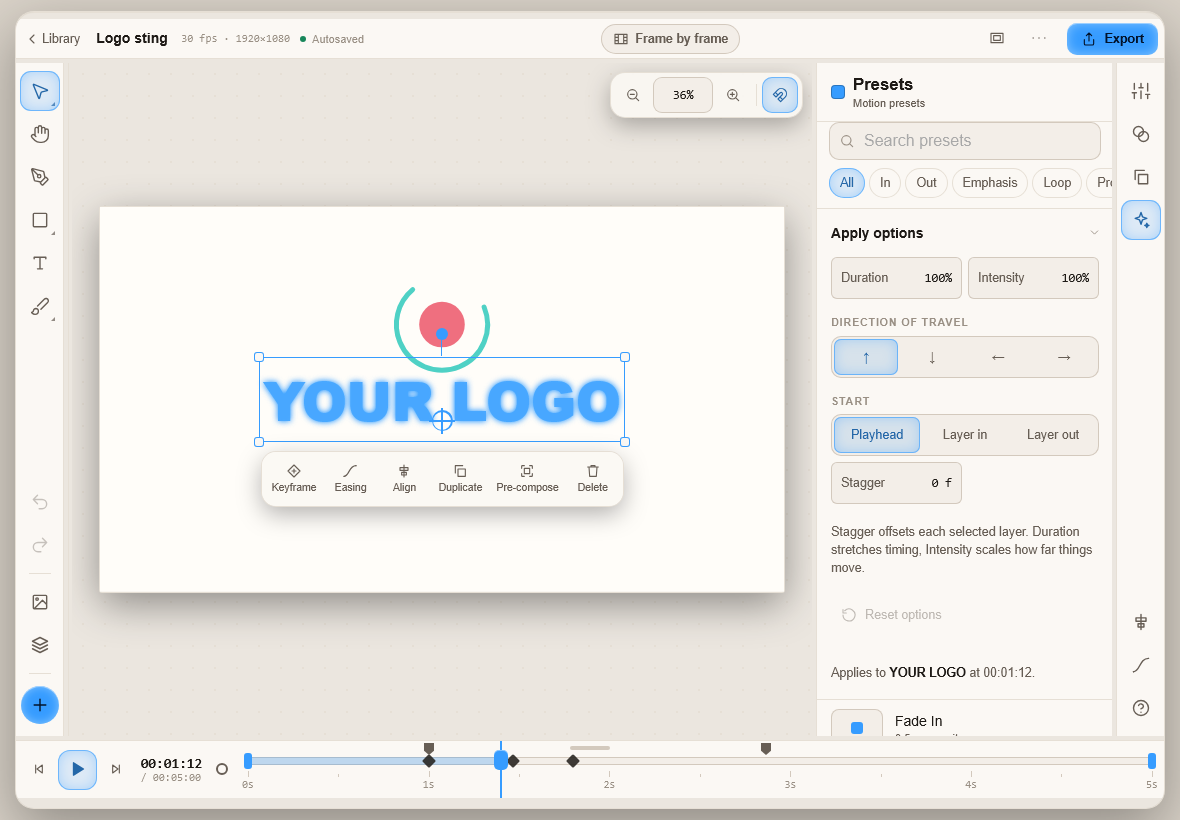 Library
Logo sting
30 fps · 1920×1080
Autosaved
Frame by frame
Export
36%
Presets
Motion presets
Search presets
All
In
Out
Emphasis
Loop
Apply options
Duration 100%
Intensity 100%
DIRECTION OF TRAVEL
↑ ↓ ← →
START
Playhead
Layer in
Layer out
Stagger 0 f
Stagger offsets each selected layer. Duration
stretches timing, Intensity scales how far things
move.
Reset options
Applies to YOUR LOGO at 00:01:12.
Fade In
YOUR LOGO
Keyframe
Easing
Align
Duplicate
Pre-compose
Delete
00:01:12
/ 00:05:00
0s
1s
2s
3s
4s
5s